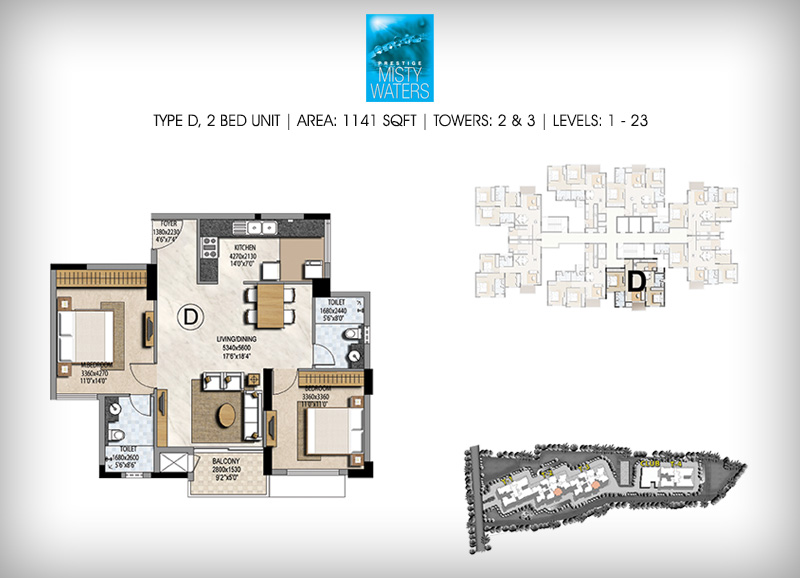 PRESTIGE
MISTY
WATERS
TYPE D, 2 BED UNIT | AREA: 1141 SQFT | TOWERS: 2 & 3 | LEVELS: 1 - 23
FOYER
1380x2230
4'6"x7'4"
KITCHEN
4270x2130
14'0"x7'0"
TOILET
1680x2440
5'6"x8'0"
D
LIVING/DINING
5340x5600
17'6"x18'4"
M.BEDROOM
3360x4270
11'0"x14'0"
BEDROOM
3360x3360
11'0"x11'0"
TOILET
1680x2600
5'6"x8'6"
BALCONY
2800x1530
9'2"x5'0"
D
CLUB